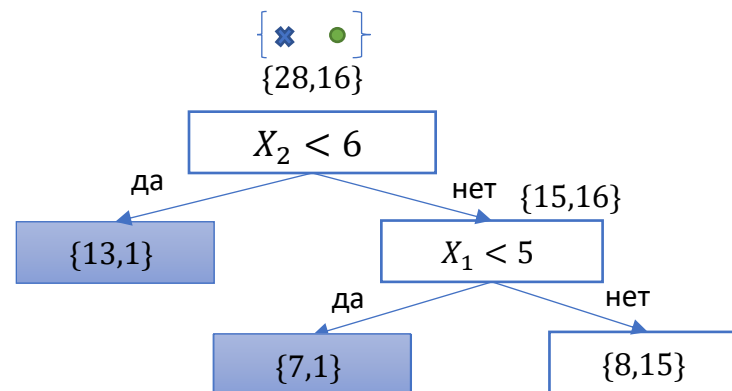 {28,16}
X₂ < 6
да
нет
{15,16}
{13,1}
X₁ < 5
да
нет
{7,1}
{8,15}